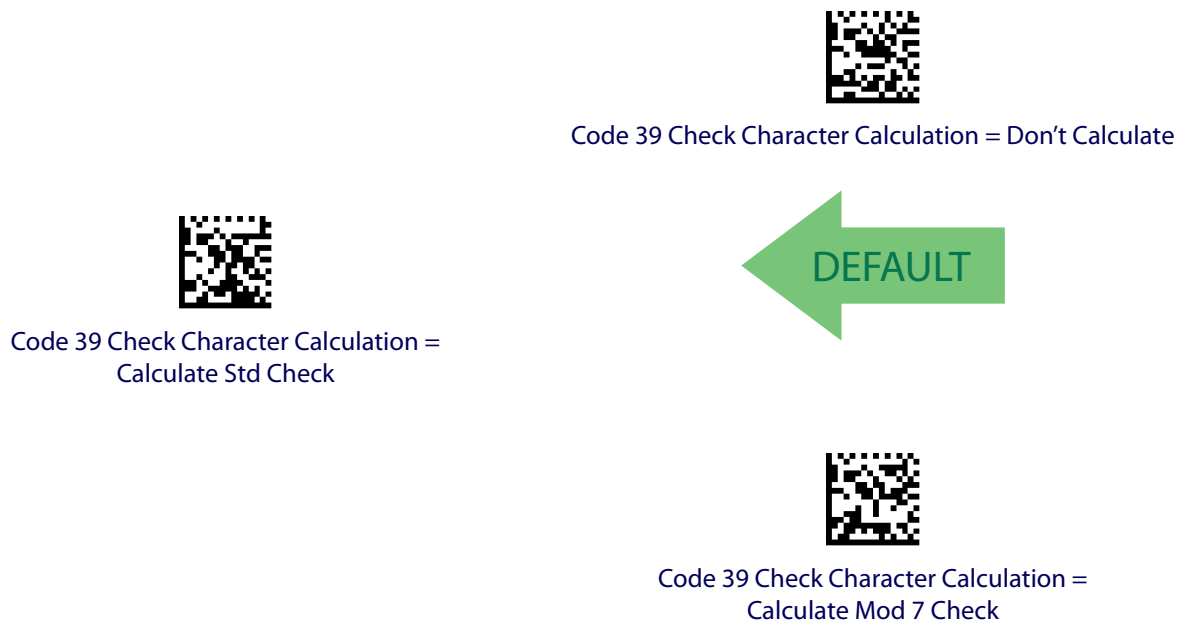 Code 39 Check Character Calculation = Don’t Calculate
DEFAULT
Code 39 Check Character Calculation =
Calculate Std Check
Code 39 Check Character Calculation =
Calculate Mod 7 Check